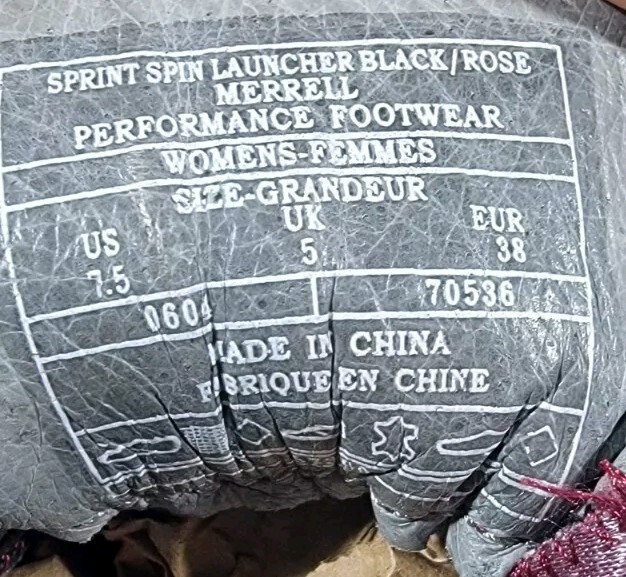 SPRINT SPIN LAUNCHER BLACK/ROSE
MERRELL
PERFORMANCE FOOTWEAR
WOMENS-FEMMES
SIZE-GRANDEUR
US UK EUR
7.5 5 38
0604 70536
MADE IN CHINA
FABRIQUE EN CHINE